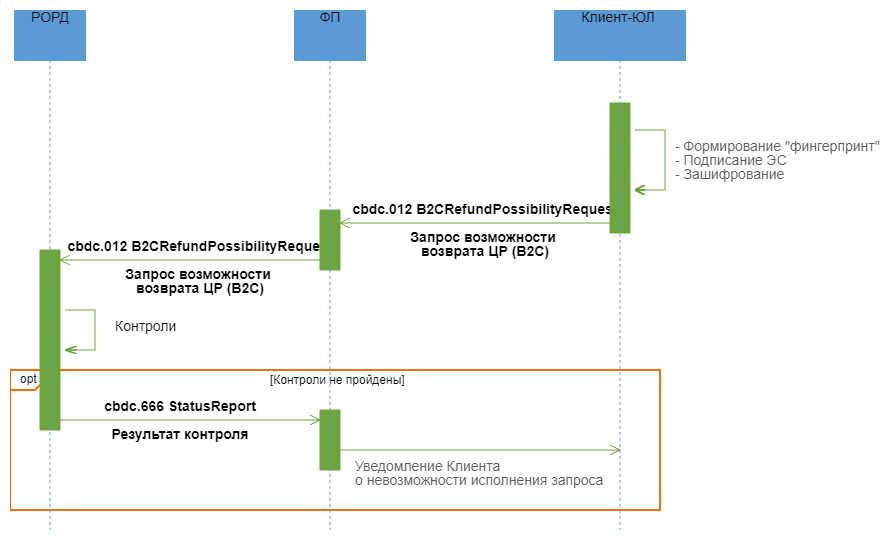 РОРД
ФП
Клиент-ЮЛ
- Формирование "фингерпринт"
- Подписание ЭС
- Зашифрование
cbdc.012 B2CRefundPossibilityReques
Запрос возможности
возврата ЦР (B2C)
cbdc.012 B2CRefundPossibilityReque
Запрос возможности
возврата ЦР (B2C)
Контроли
opt
[Контроли не пройдены]
cbdc.666 StatusReport
Результат контроля
Уведомление Клиента
о невозможности исполнения запроса